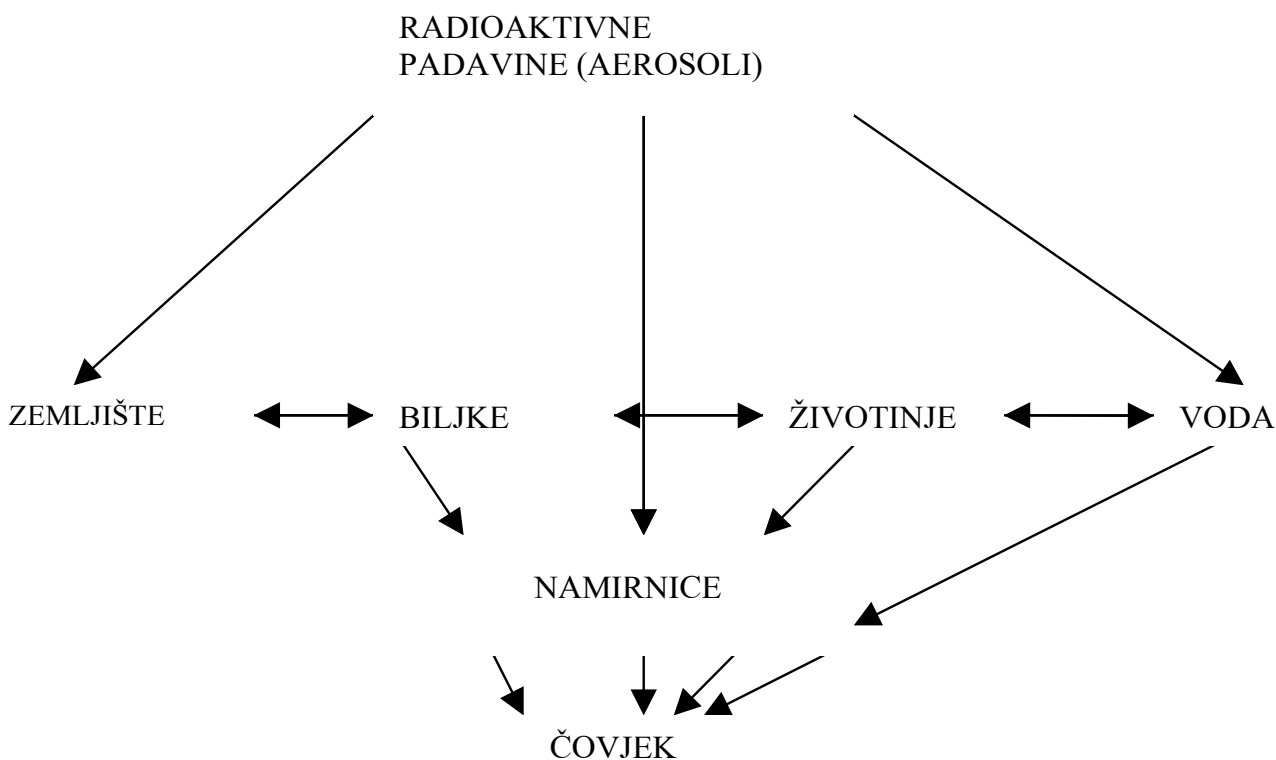 RADIOAKTIVNE
PADAVINE (AEROSOLI)
ZEMLJIŠTE BILJKE ŽIVOTINJE VODA
NAMIRNICE
ČOVJEK